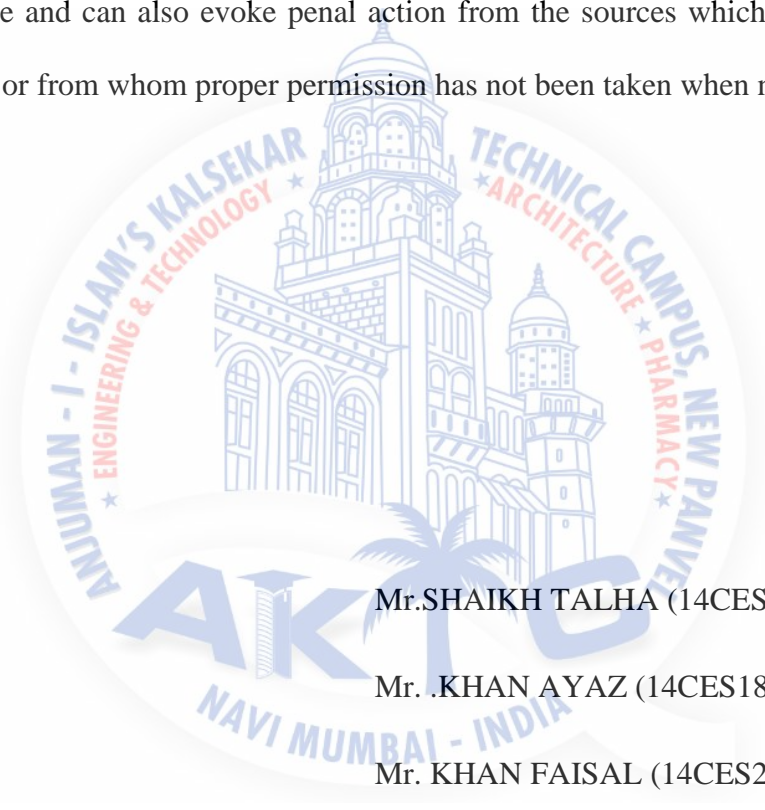 e and can also evoke penal action from the sources which
or from whom proper permission has not been taken when
ANJUMAN - I - ISLAM'S KALSEKAR TECHNICAL CAMPUS, NEW PANVEL
★ ENGINEERING & TECHNOLOGY ★ ★ ARCHITECTURE ★ PHARMACY ★
AKTC
NAVI MUMBAI - INDIA
Mr.SHAIKH TALHA (14CES
Mr. .KHAN AYAZ (14CES18
Mr. KHAN FAISAL (14CES2